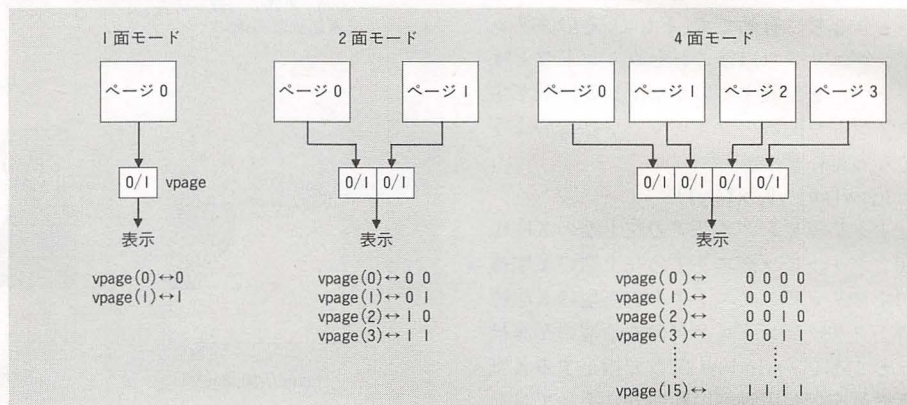 1面モード
ページ0
0/1 vpage
表示
vpage(0)↔0
vpage(1)↔1
2面モード
ページ0 ページ1
0/1 0/1
表示
vpage(0)↔0 0
vpage(1)↔0 1
vpage(2)↔1 0
vpage(3)↔1 1
4面モード
ページ0 ページ1 ページ2 ページ3
0/1 0/1 0/1 0/1
表示
vpage(0)↔ 0 0 0 0
vpage(1)↔ 0 0 0 1
vpage(2)↔ 0 0 1 0
vpage(3)↔ 0 0 1 1
⋮ ⋮
vpage(15)↔ 1 1 1 1